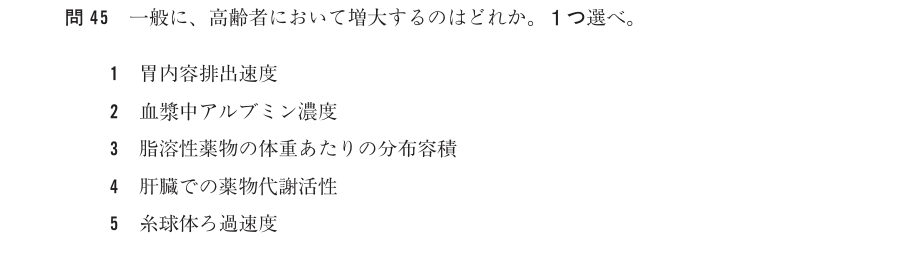 問 45 一般に、高齢者において増大するのはどれか。1つ選べ。
1 胃内容排出速度
2 血漿中アルブミン濃度
3 脂溶性薬物の体重あたりの分布容積
4 肝臓での薬物代謝活性
5 糸球体ろ過速度